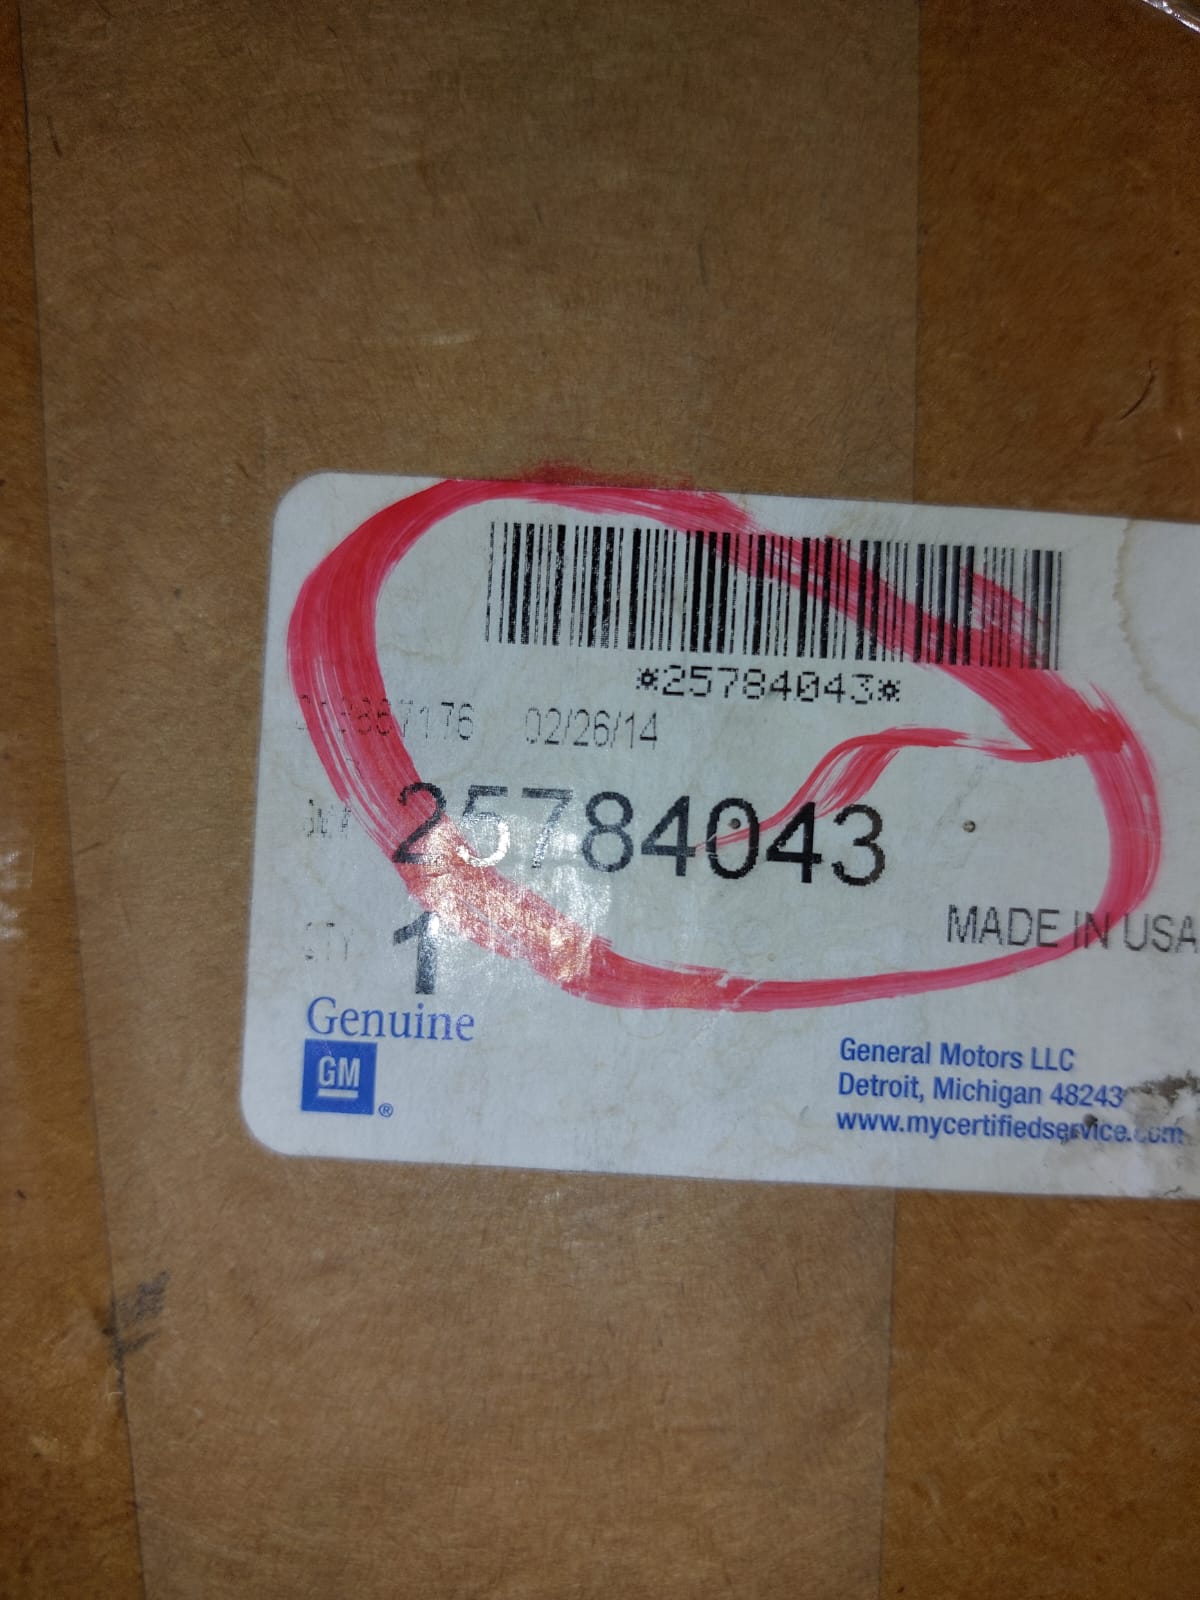 *25784043*
02/26/14
25784043
QTY 1
MADE IN USA
Genuine
GM®
General Motors LLC
Detroit, Michigan 48243
www.mycertifiedservice.com